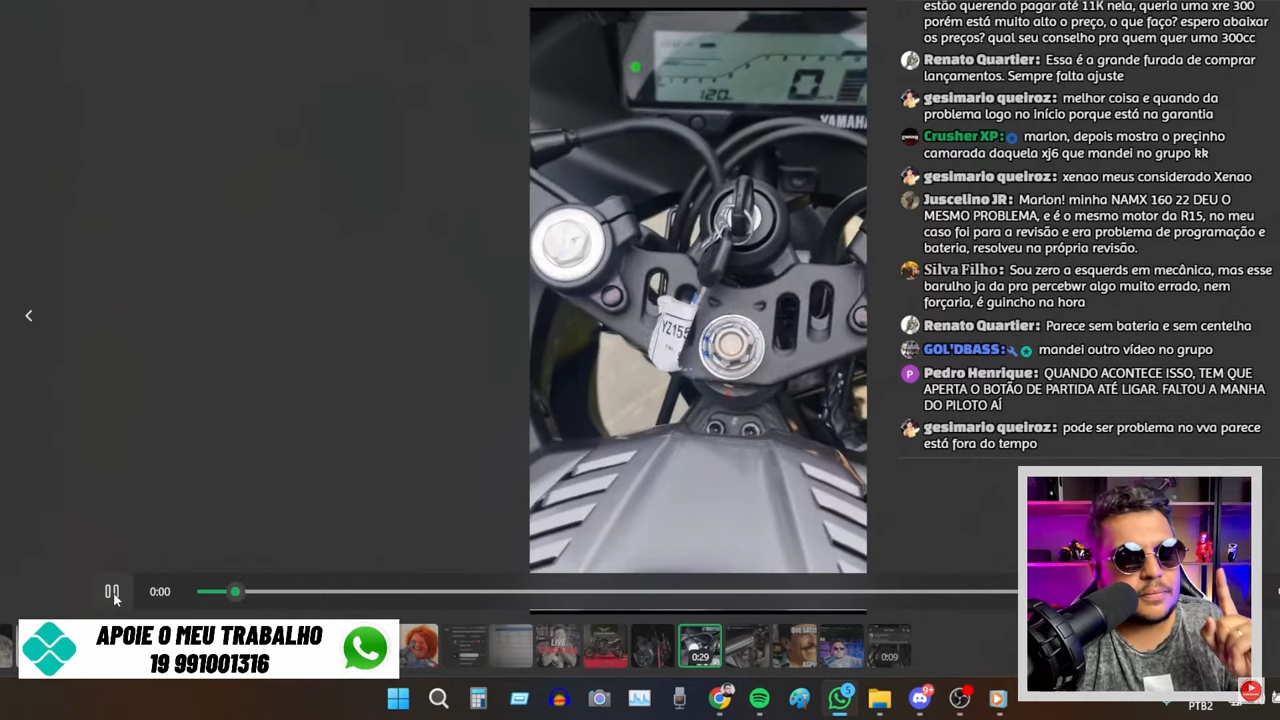 estão querendo pagar até 11K nela, queria uma xre 300
porém está muito alto o preço, o que faço? espero abaixar
os preços? qual seu conselho pra quem quer uma 300cc
Renato Quartier: Essa é a grande furada de comprar
lançamentos. Sempre falta ajuste
gesimario queiroz: melhor coisa e quando da
problema logo no início porque está na garantia
Crusher XP: marlon, depois mostra o preçinho
camarada daquela xj6 que mandei no grupo kk
gesimario queiroz: xenao meus considerado Xenao
Juscelino JR: Marlon! minha NAMX 160 22 DEU O
MESMO PROBLEMA, e é o mesmo motor da R15, no meu
caso foi para a revisão e era problema de programação e
bateria, resolveu na própria revisão.
Silva Filho: Sou zero a esquerds em mecânica, mas esse
barulho ja da pra percebwr algo muito errado, nem
forçaria, é guincho na hora
Renato Quartier: Parece sem bateria e sem centelha
GOL'DBASS: mandei outro vídeo no grupo
Pedro Henrique: QUANDO ACONTECE ISSO, TEM QUE
APERTA O BOTÃO DE PARTIDA ATÉ LIGAR. FALTOU A MANHA
DO PILOTO AÍ
gesimario queiroz: pode ser problema no vva parece
está fora do tempo
120
0
YAMAHA
YZ155
0:00
APOIE O MEU TRABALHO
19 991001316
0:29
0:09
5
9+
PTB2